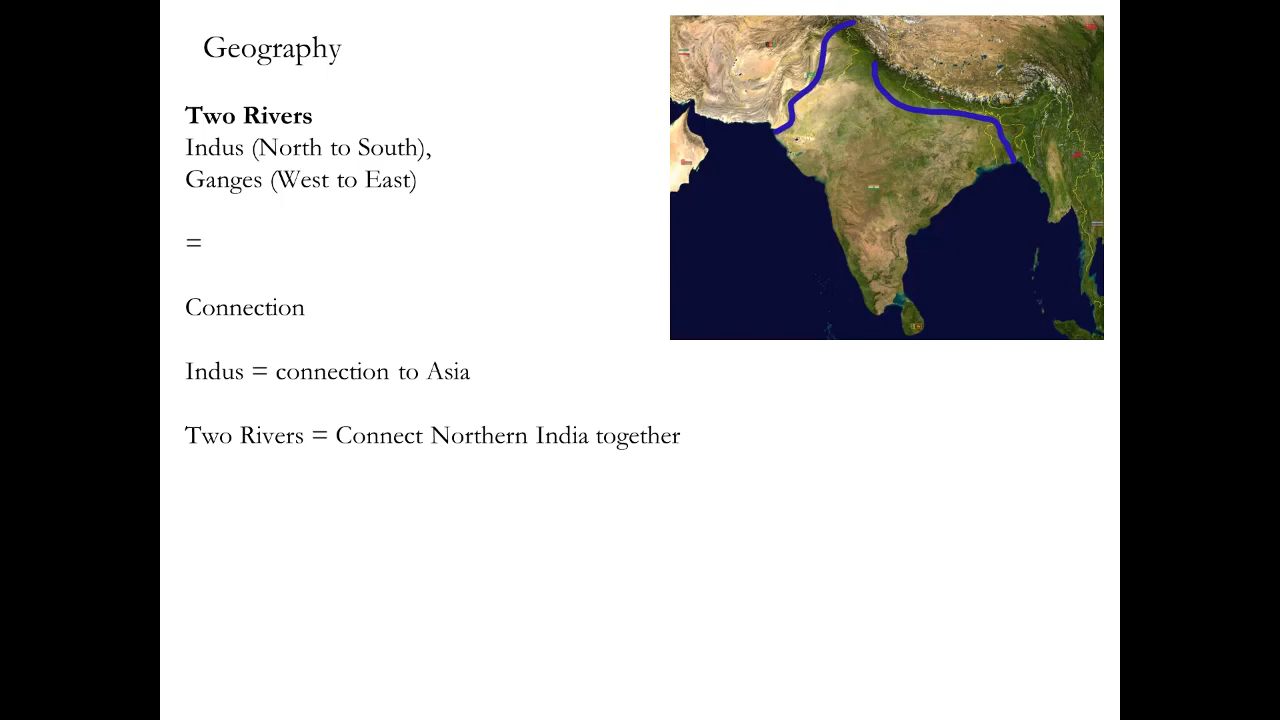 Geography
Two Rivers
Indus (North to South),
Ganges (West to East)
=
Connection
Indus = connection to Asia
Two Rivers = Connect Northern India together